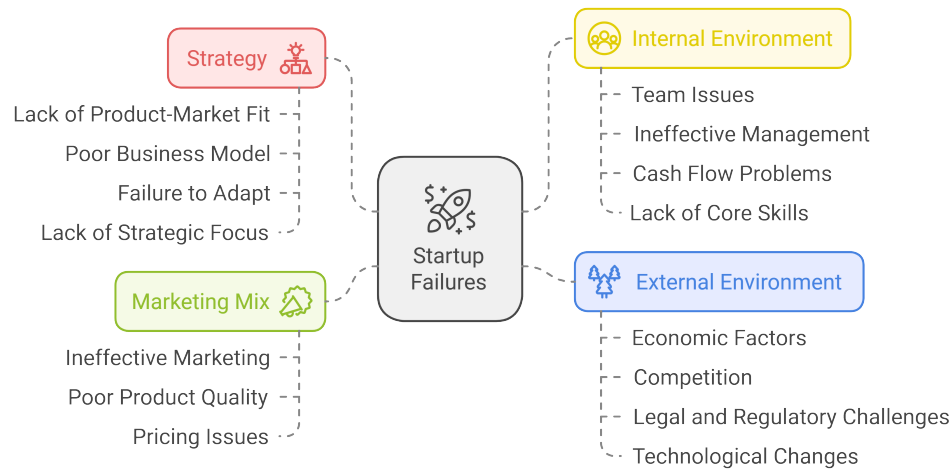 Strategy
Lack of Product-Market Fit
Poor Business Model
Failure to Adapt
Lack of Strategic Focus
Marketing Mix
Ineffective Marketing
Poor Product Quality
Pricing Issues
Startup
Failures
Internal Environment
Team Issues
Ineffective Management
Cash Flow Problems
Lack of Core Skills
External Environment
Economic Factors
Competition
Legal and Regulatory Challenges
Technological Changes